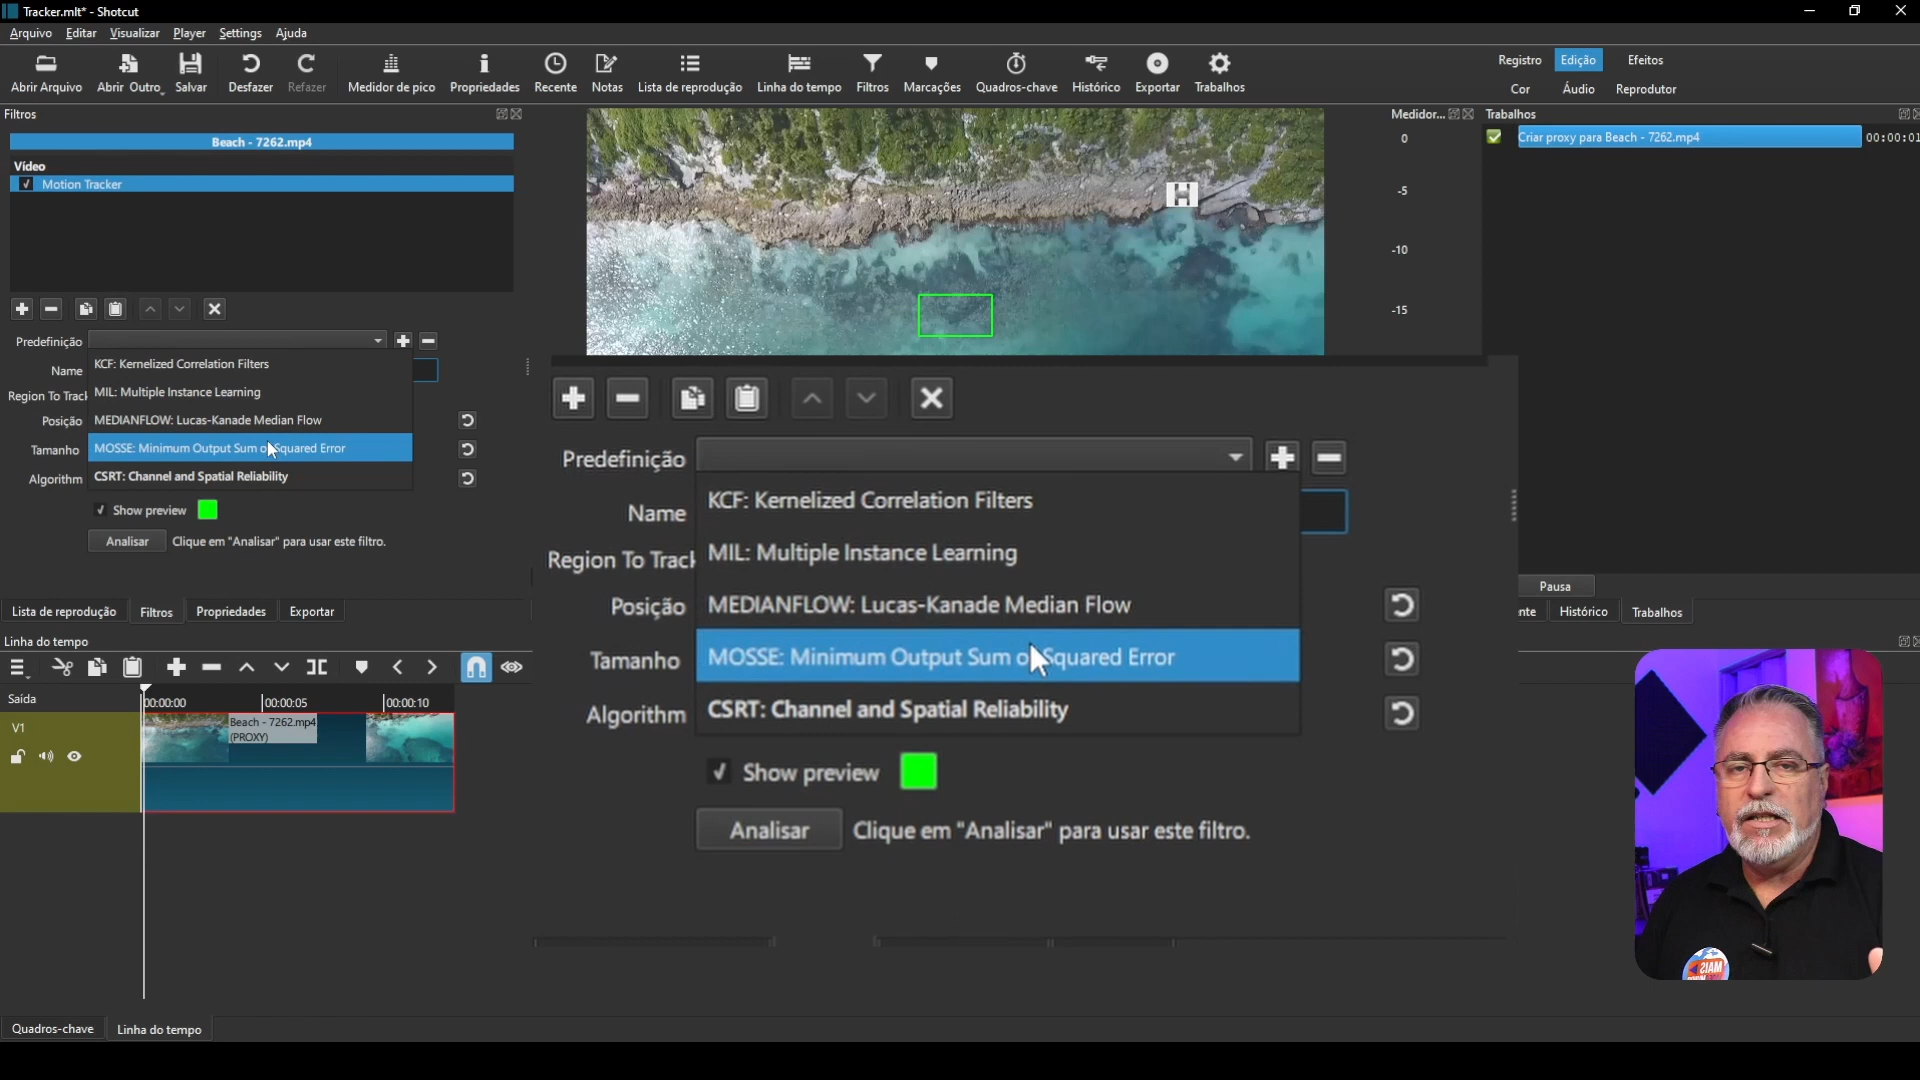 Tracker.mlt* - Shotcut
Arquivo Editar Visualizar Player Settings Ajuda
Abrir Arquivo Abrir Outro Salvar Desfazer Refazer Medidor de pico Propriedades Recente Notas Lista de reprodução Linha do tempo Filtros Marcações Quadros-chave Histórico Exportar Trabalhos
Registro Edição Efeitos
Cor Áudio Reprodutor
Filtros
Beach - 7262.mp4
Vídeo
Motion Tracker
Predefinição
Name
Region To Track
Posição
Tamanho
Algorithm
KCF: Kernelized Correlation Filters
MIL: Multiple Instance Learning
MEDIANFLOW: Lucas-Kanade Median Flow
MOSSE: Minimum Output Sum of Squared Error
CSRT: Channel and Spatial Reliability
Show preview
Analisar Clique em "Analisar" para usar este filtro.
Lista de reprodução Filtros Propriedades Exportar
H
Medidor...
0
-5
-10
-15
Trabalhos
Criar proxy para Beach - 7262.mp4 00:00:01
Predefinição
Name
Region To Track
Posição
Tamanho
Algorithm
KCF: Kernelized Correlation Filters
MIL: Multiple Instance Learning
MEDIANFLOW: Lucas-Kanade Median Flow
MOSSE: Minimum Output Sum of Squared Error
CSRT: Channel and Spatial Reliability
Show preview
Analisar Clique em "Analisar" para usar este filtro.
Pausa
nte Histórico Trabalhos
Linha do tempo
Saída
00:00:00 00:00:05 00:00:10
V1
Beach - 7262.mp4
(PROXY)
Quadros-chave Linha do tempo